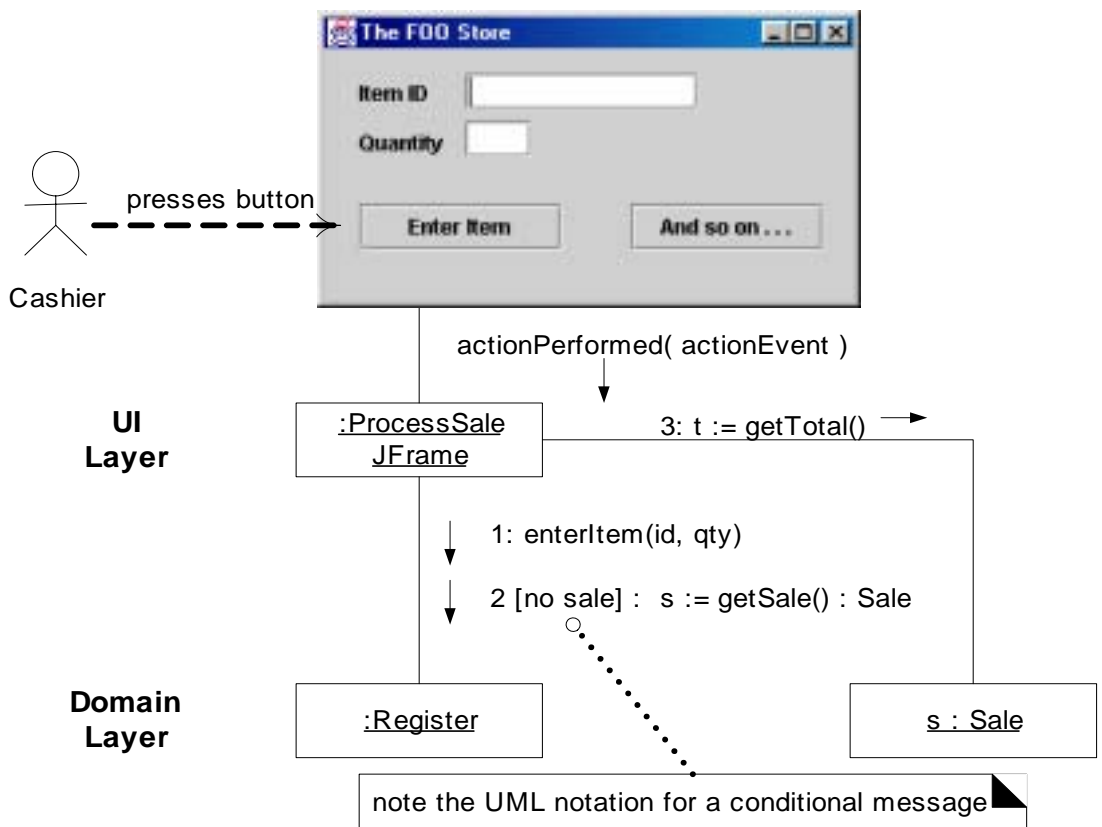 The FOO Store
Item ID
Quantity
presses button
Enter Item
And so on . . .
Cashier
actionPerformed( actionEvent )
UI
Layer
:ProcessSale
JFrame
3: t := getTotal()
1: enterItem(id, qty)
2 [no sale] : s := getSale() : Sale
Domain
Layer
:Register
s : Sale
note the UML notation for a conditional message